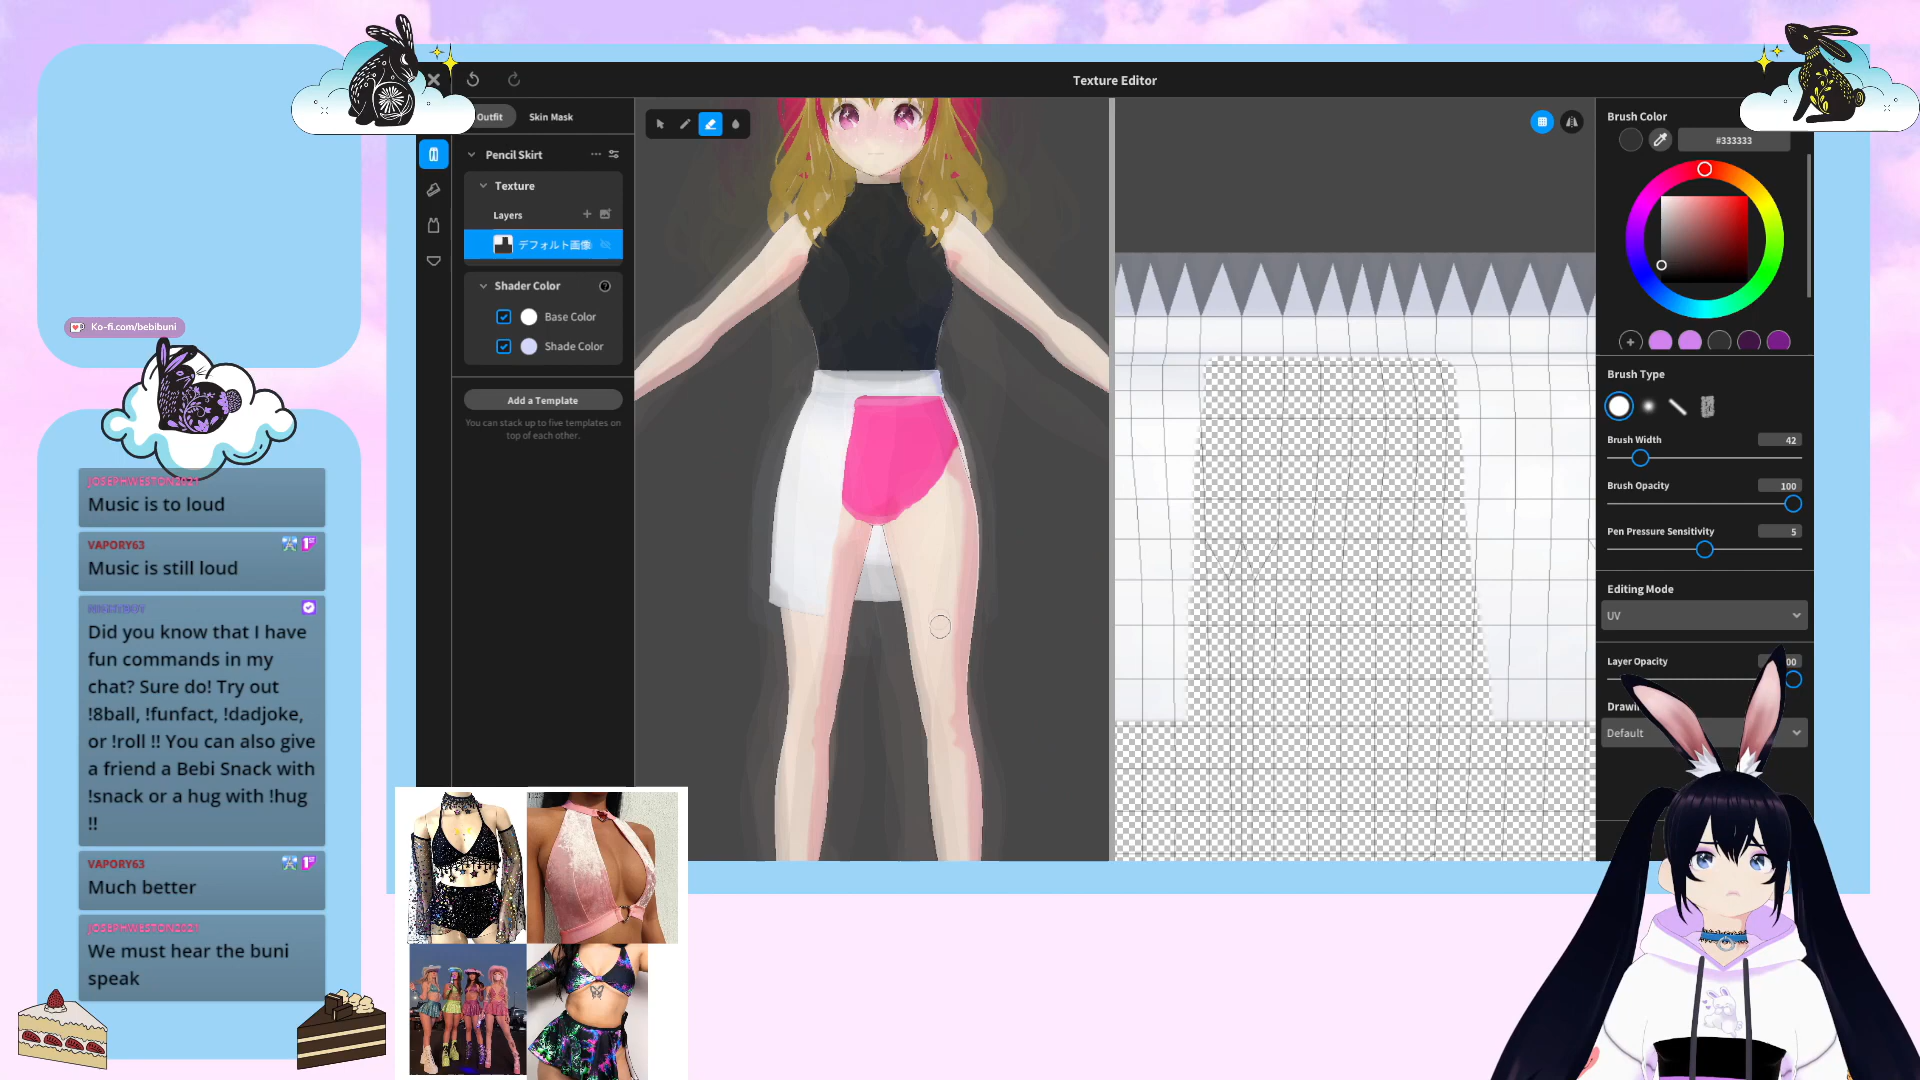 Texture Editor
Outfit
Skin Mask
Pencil Skirt
Texture
Layers
デフォルト画像
Shader Color
Base Color
Shade Color
Add a Template
You can stack up to five templates on
top of each other.
Brush Color
#333333
Brush Type
Brush Width
42
Brush Opacity
100
Pen Pressure Sensitivity
5
Editing Mode
UV
Layer Opacity
00
Default
Ko-fi.com/bebibuni
JOSEPHWESTON2021
Music is to loud
VAPORY63
Music is still loud
Did you know that I have
fun commands in my
chat? Sure do! Try out
!8ball, !funfact, !dadjoke,
or !roll !! You can also give
a friend a Bebi Snack with
!snack or a hug with !hug
!!
VAPORY63
Much better
JOSEPHWESTON2021
We must hear the buni
speak